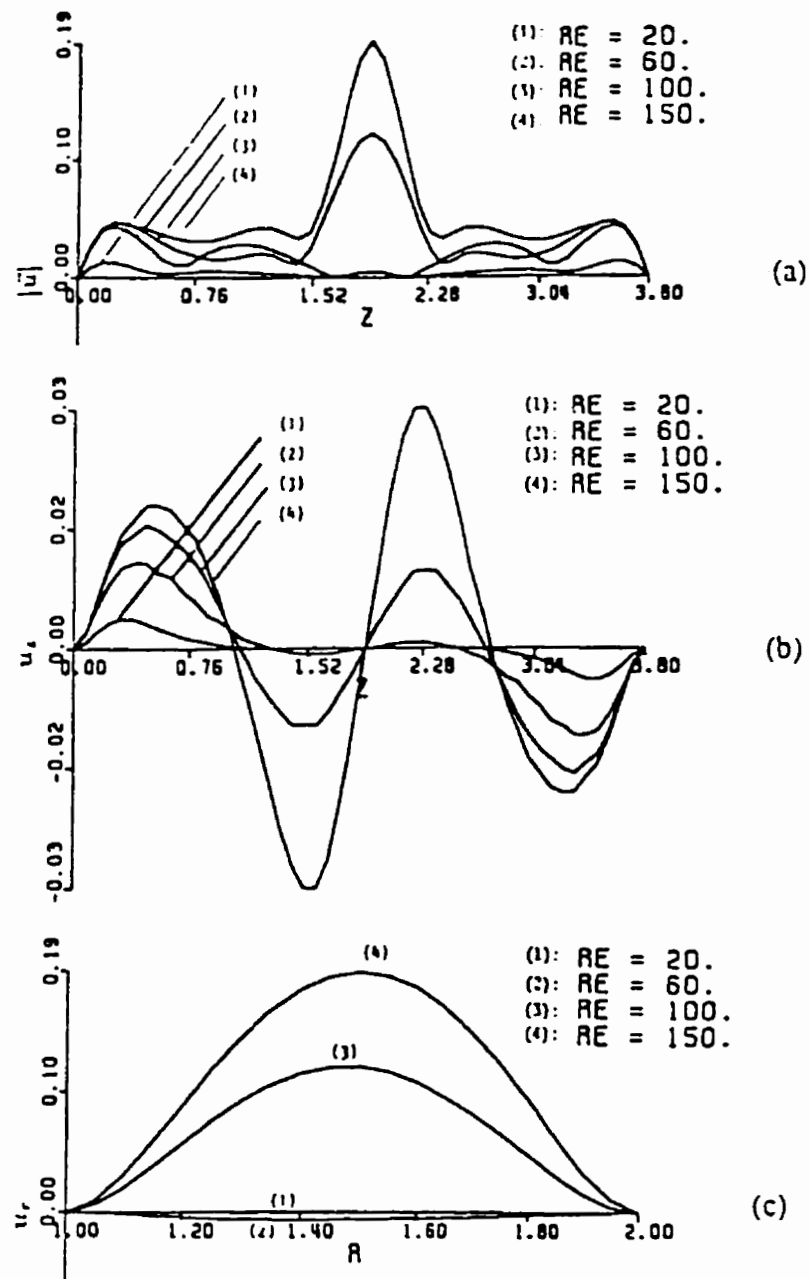 (1): RE = 20.
(2): RE = 60.
(3): RE = 100.
(4): RE = 150.
(1)
(2)
(3)
(4)
0.19
0.10
0.00
|u|
0.00 0.76 1.52 2.28 3.04 3.80
Z
(a)
(1): RE = 20.
(2): RE = 60.
(3): RE = 100.
(4): RE = 150.
(1)
(2)
(3)
(4)
0.03
0.02
0.00
-0.02
-0.03
0.00 0.76 1.52 2.28 3.04 3.80
Z
(b)
(1): RE = 20.
(2): RE = 60.
(3): RE = 100.
(4): RE = 150.
(4)
(3)
(1)
(2)
0.19
0.10
0.00
u_r
1.00 1.20 1.40 1.60 1.80 2.00
R
(c)